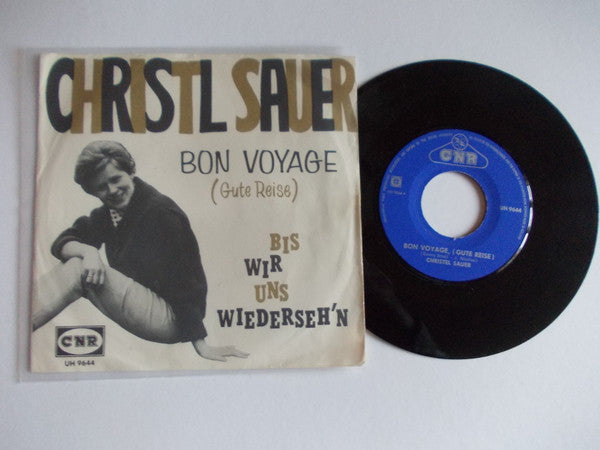 CHRISTL SAUER
BON VOYAGE
(Gute Reise)
BIS
WIR
UNS
WIEDERSEH'N
CNR
UH 9644
CNR
UH 9644
BON VOYAGE, (GUTE REISE)
CHRISTEL SAUER